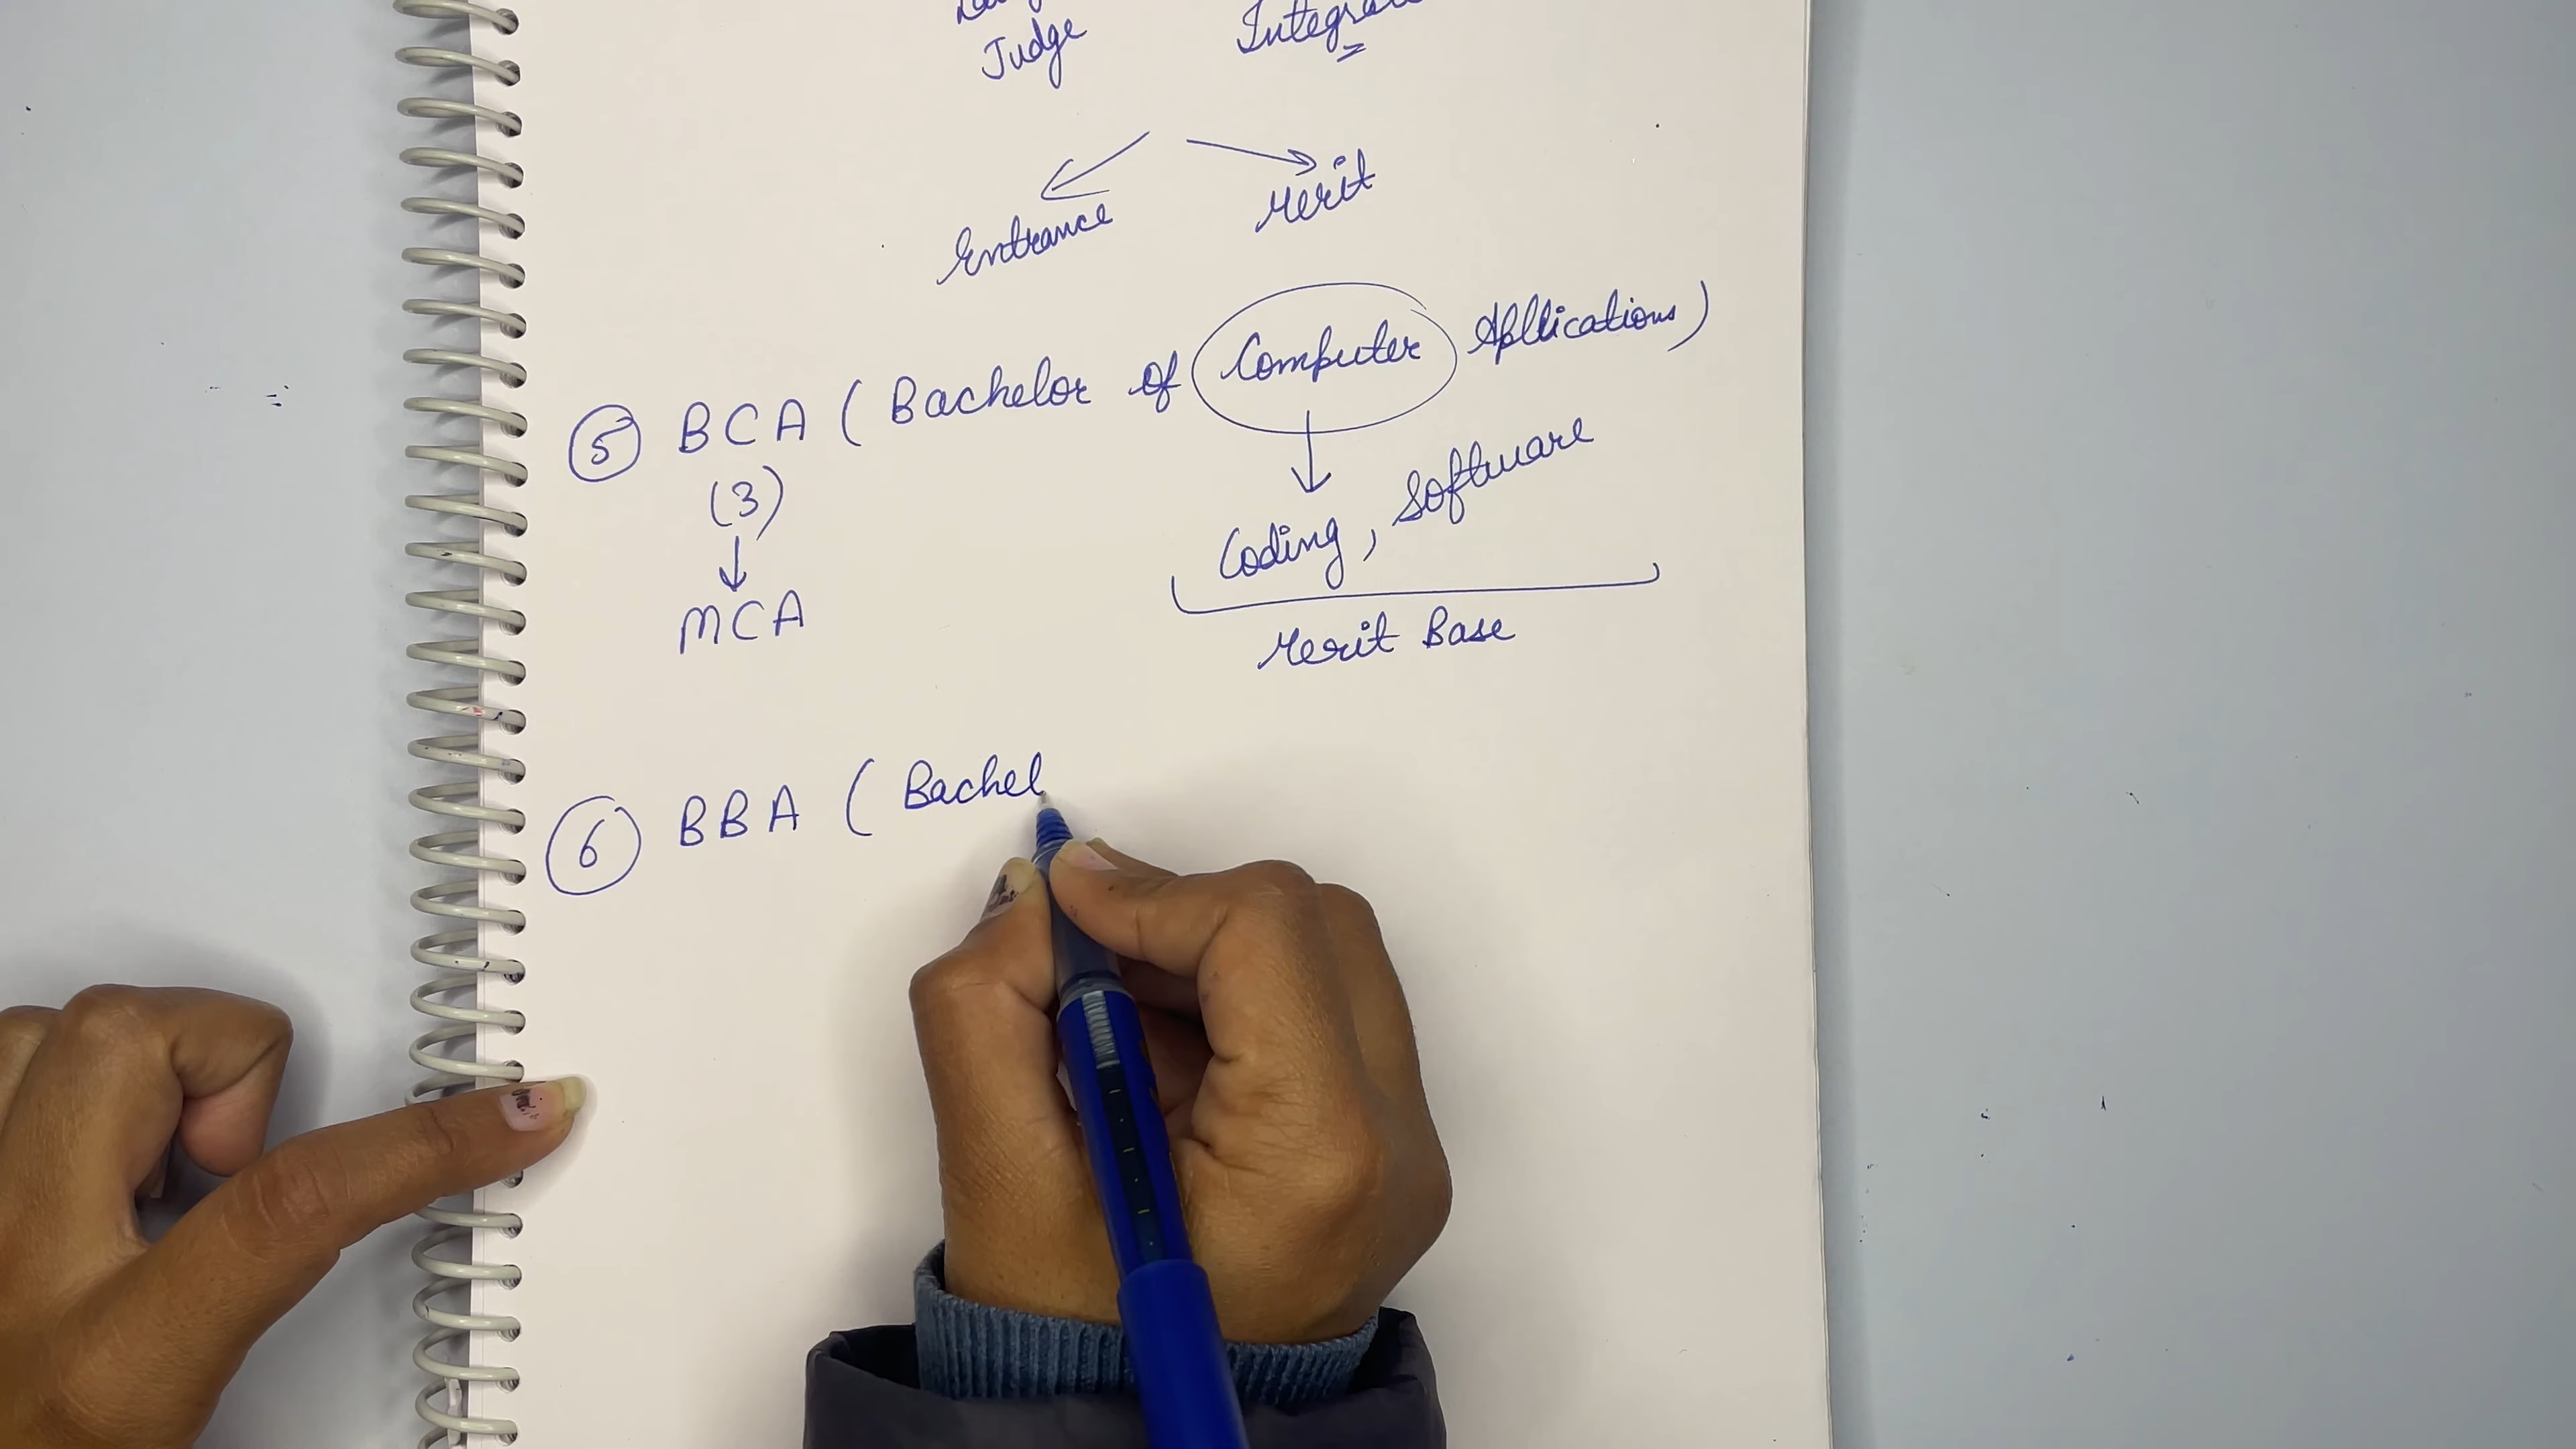 Judge
Entrance Merit
5 BCA ( Bachelor of Computer Applications)
(3)
Coding, Software
MCA
Merit Base
6 BBA ( Bachel